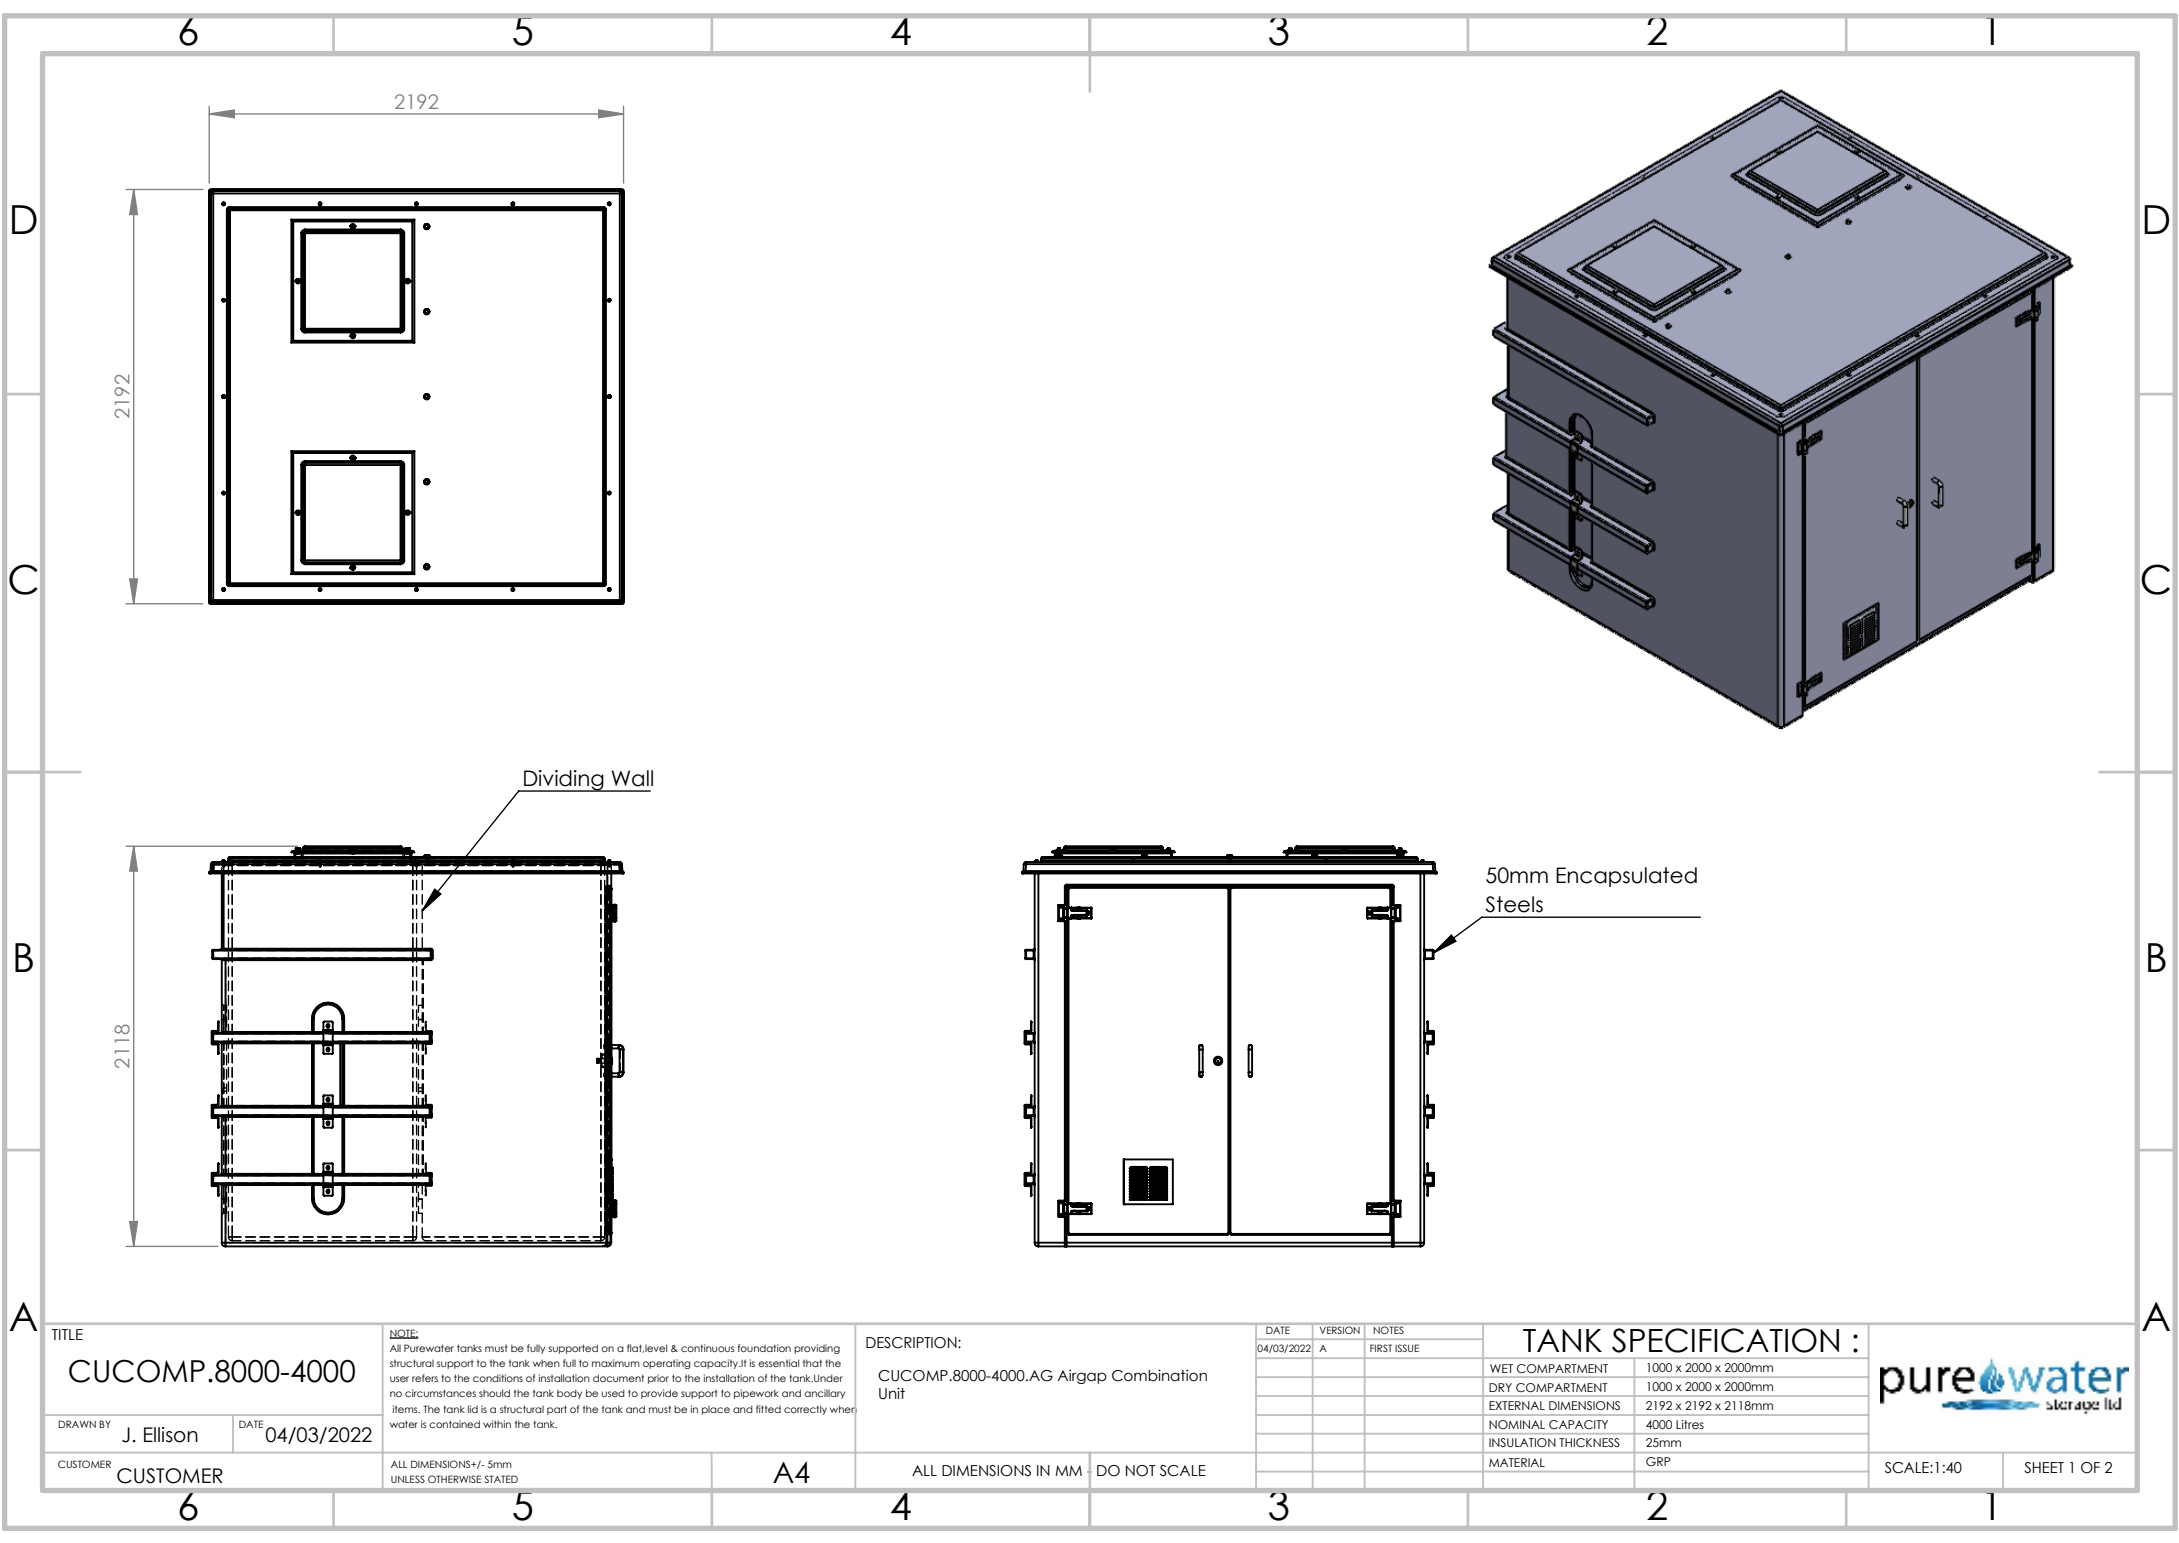 6 5 4 3 2 1
D
D
C
C
B
B
A
A
2192
2192
Dividing Wall
2118
50mm Encapsulated
Steels
TITLE
CUCOMP.8000-4000
DRAWN BY J. Ellison
DATE 04/03/2022
CUSTOMER CUSTOMER
NOTE:
All Purewater tanks must be fully supported on a flat,level & continuous foundation providing
structural support to the tank when full to maximum operating capacity.It is essential that the
user refers to the conditions of installation document prior to the installation of the tank.Under
no circumstances should the tank body be used to provide support to pipework and ancillary
items. The tank lid is a structural part of the tank and must be in place and fitted correctly when
water is contained within the tank.
ALL DIMENSIONS+/- 5mm
UNLESS OTHERWISE STATED
A4
DESCRIPTION:
CUCOMP.8000-4000.AG Airgap Combination
Unit
ALL DIMENSIONS IN MM - DO NOT SCALE
DATE VERSION NOTES
04/03/2022 A FIRST ISSUE
TANK SPECIFICATION :
WET COMPARTMENT 1000 x 2000 x 2000mm
DRY COMPARTMENT 1000 x 2000 x 2000mm
EXTERNAL DIMENSIONS 2192 x 2192 x 2118mm
NOMINAL CAPACITY 4000 Litres
INSULATION THICKNESS 25mm
MATERIAL GRP
pure water
storage ltd
SCALE:1:40
SHEET 1 OF 2
6 5 4 3 2 1